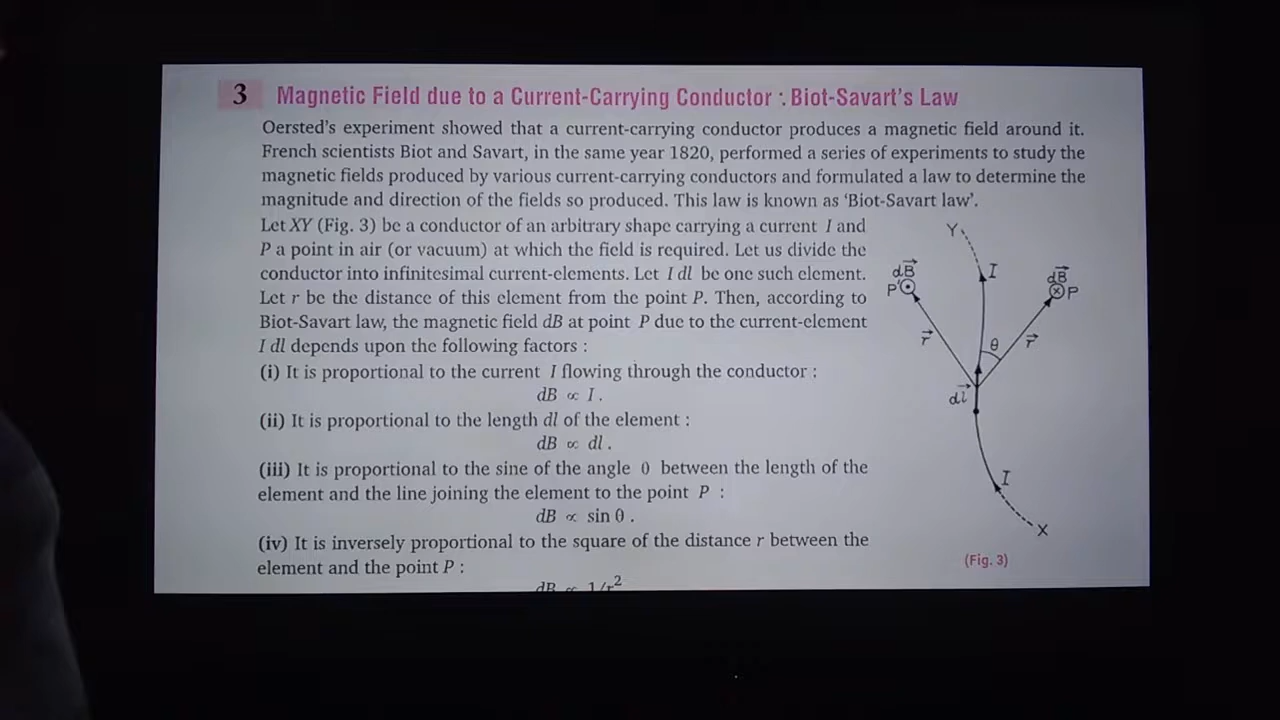 3 Magnetic Field due to a Current-Carrying Conductor : Biot-Savart's Law
Oersted's experiment showed that a current-carrying conductor produces a magnetic field around it.
French scientists Biot and Savart, in the same year 1820, performed a series of experiments to study the
magnetic fields produced by various current-carrying conductors and formulated a law to determine the
magnitude and direction of the fields so produced. This law is known as 'Biot-Savart law'.
Let XY (Fig. 3) be a conductor of an arbitrary shape carrying a current I and
P a point in air (or vacuum) at which the field is required. Let us divide the
conductor into infinitesimal current-elements. Let I dl be one such element.
Let r be the distance of this element from the point P. Then, according to
Biot-Savart law, the magnetic field dB at point P due to the current-element
I dl depends upon the following factors :
(i) It is proportional to the current I flowing through the conductor :
dB ∝ I .
(ii) It is proportional to the length dl of the element :
dB ∝ dl .
(iii) It is proportional to the sine of the angle θ between the length of the
element and the line joining the element to the point P :
dB ∝ sin θ .
(iv) It is inversely proportional to the square of the distance r between the
element and the point P :
dB ∝ 1/r²
Y
I
dB⃗
P'
dB⃗
P
r⃗
θ
r⃗
dl⃗
I
X
(Fig. 3)